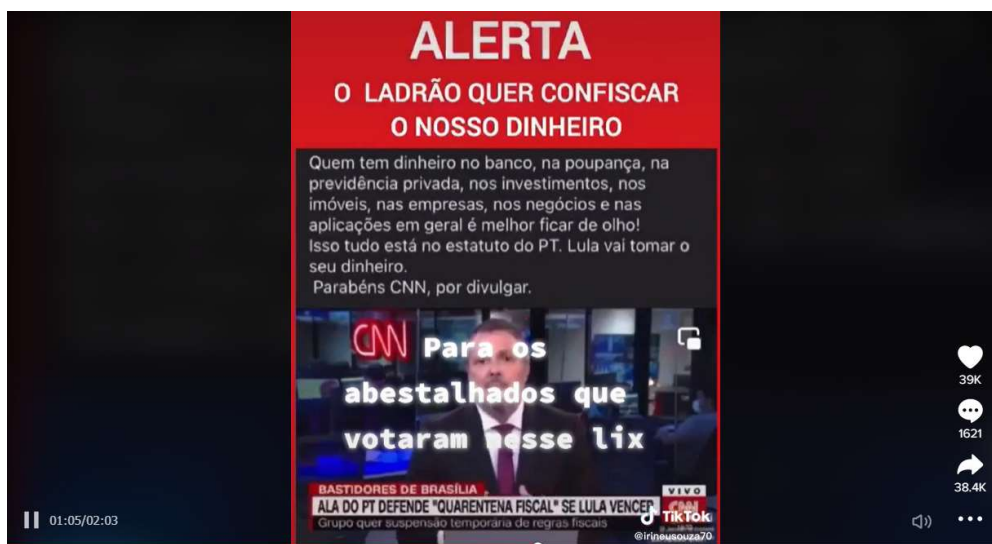 ALERTA
O LADRÃO QUER CONFISCAR
O NOSSO DINHEIRO
Quem tem dinheiro no banco, na poupança, na
previdência privada, nos investimentos, nos
imóveis, nas empresas, nos negócios e nas
aplicações em geral é melhor ficar de olho!
Isso tudo está no estatuto do PT. Lula vai tomar o
seu dinheiro.
Parabéns CNN, por divulgar.
CNN
Para os
abestalhados que
votaram nesse lix
39K
1621
38.4K
BASTIDORES DE BRASÍLIA
VIVO
ALA DO PT DEFENDE "QUARENTENA FISCAL" SE LULA VENCER
CNN
Grupo quer suspensão temporária de regras fiscais
TikTok
@irineusouza70
01:05/02:03